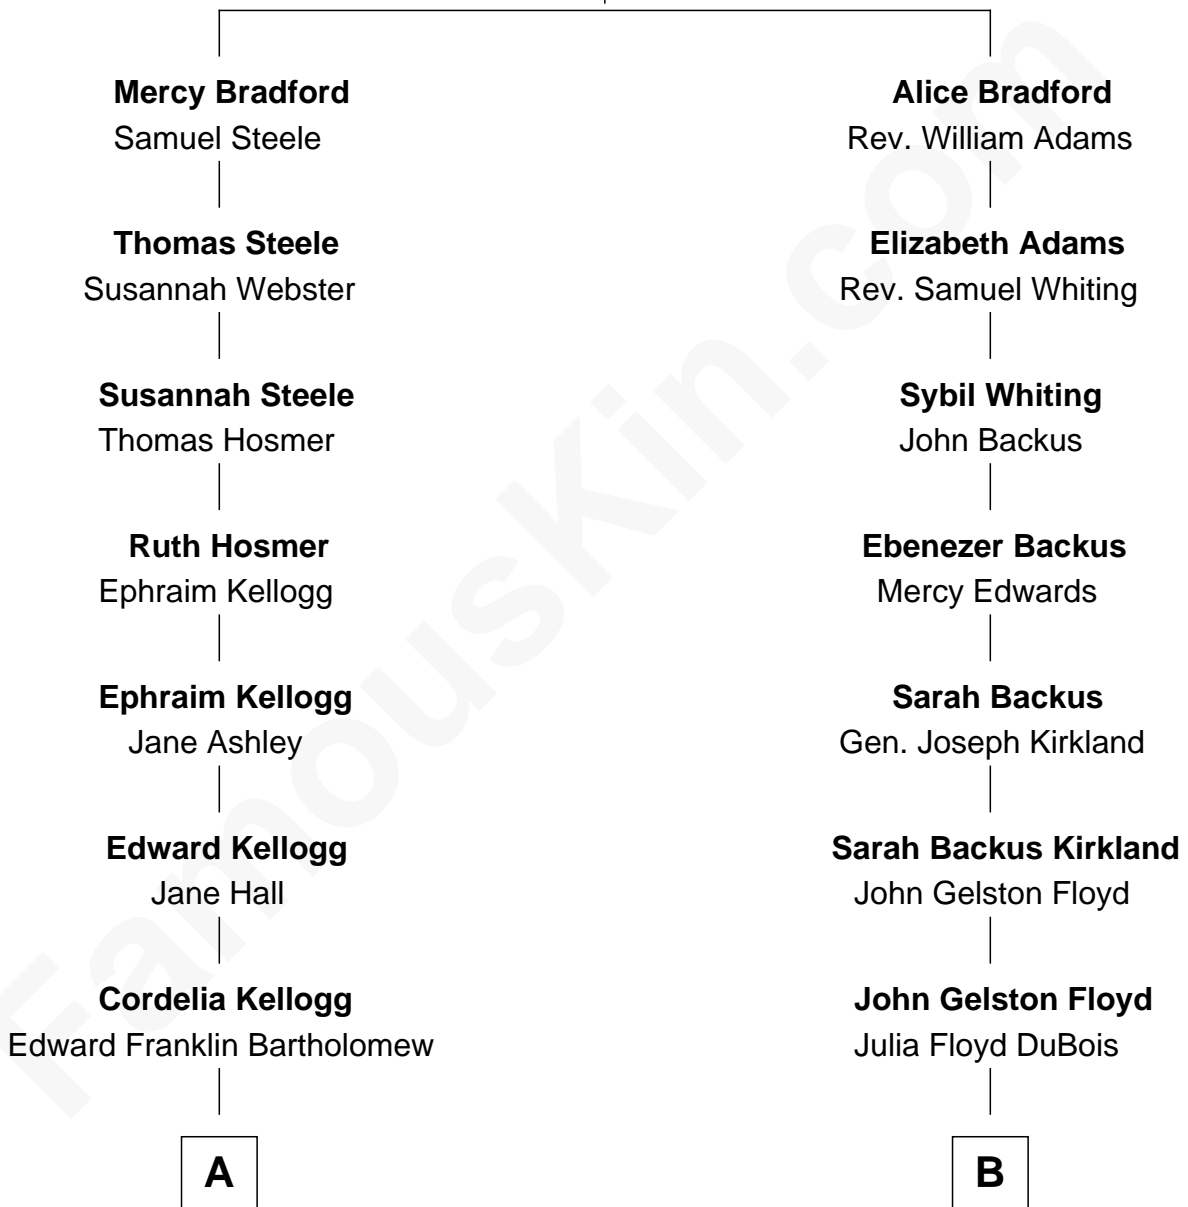 Mercy Bradford
Samuel Steele
Thomas Steele
Susannah Webster
Susannah Steele
Thomas Hosmer
Ruth Hosmer
Ephraim Kellogg
Ephraim Kellogg
Jane Ashley
Edward Kellogg
Jane Hall
Cordelia Kellogg
Edward Franklin Bartholomew
A
Alice Bradford
Rev. William Adams
Elizabeth Adams
Rev. Samuel Whiting
Sybil Whiting
John Backus
Ebenezer Backus
Mercy Edwards
Sarah Backus
Gen. Joseph Kirkland
Sarah Backus Kirkland
John Gelston Floyd
John Gelston Floyd
Julia Floyd DuBois
B
FamousKin.com